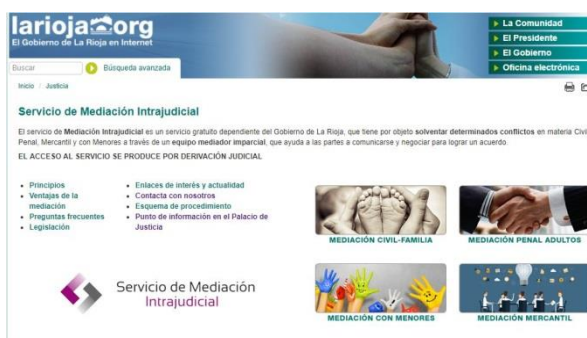 larioja.org
El Gobierno de La Rioja en Internet
La Comunidad
El Presidente
El Gobierno
Oficina electrónica
Buscar
Búsqueda avanzada
Inicio / Justicia
Servicio de Mediación Intrajudicial
El servicio de Mediación Intrajudicial es un servicio gratuito dependiente del Gobierno de La Rioja, que tiene por objeto solventar determinados conflictos en materia Civi
Penal, Mercantil y con Menores a través de un equipo mediador imparcial, que ayuda a las partes a comunicarse y negociar para lograr un acuerdo.
EL ACCESO AL SERVICIO SE PRODUCE POR DERIVACIÓN JUDICIAL
Principios
Ventajas de la
mediación
Preguntas frecuentes
Legislación
Enlaces de interés y actualidad
Contacta con nosotros
Esquema de procedimiento
Punto de información en el Palacio de
Justicia
MEDIACIÓN CIVIL-FAMILIA
MEDIACIÓN PENAL ADULTOS
Servicio de Mediación
Intrajudicial
MEDIACIÓN CON MENORES
MEDIACIÓN MERCANTIL